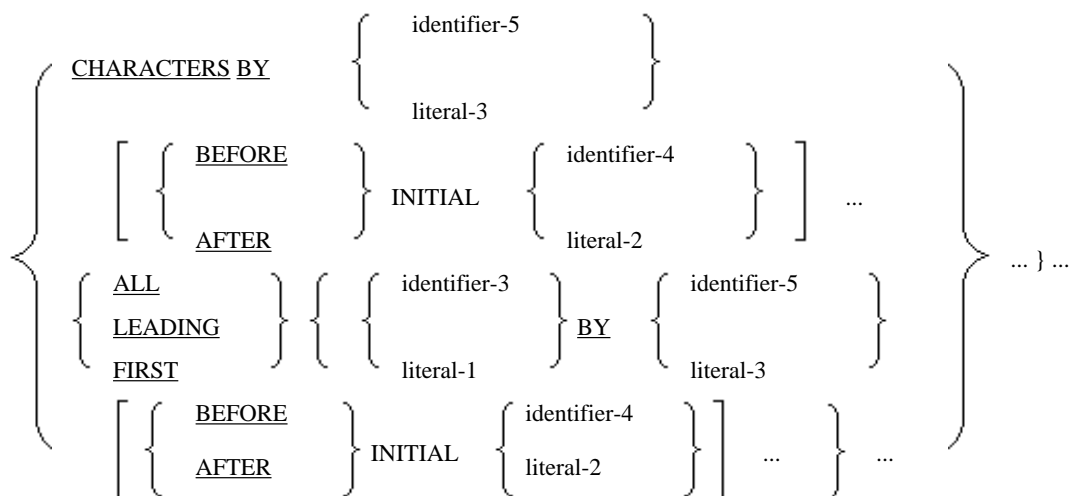 identifier-5
CHARACTERS BY
literal-3
BEFORE identifier-4
INITIAL ...
AFTER literal-2
... } ...
ALL identifier-3 identifier-5
LEADING BY
FIRST literal-1 literal-3
BEFORE identifier-4
INITIAL ... ...
AFTER literal-2